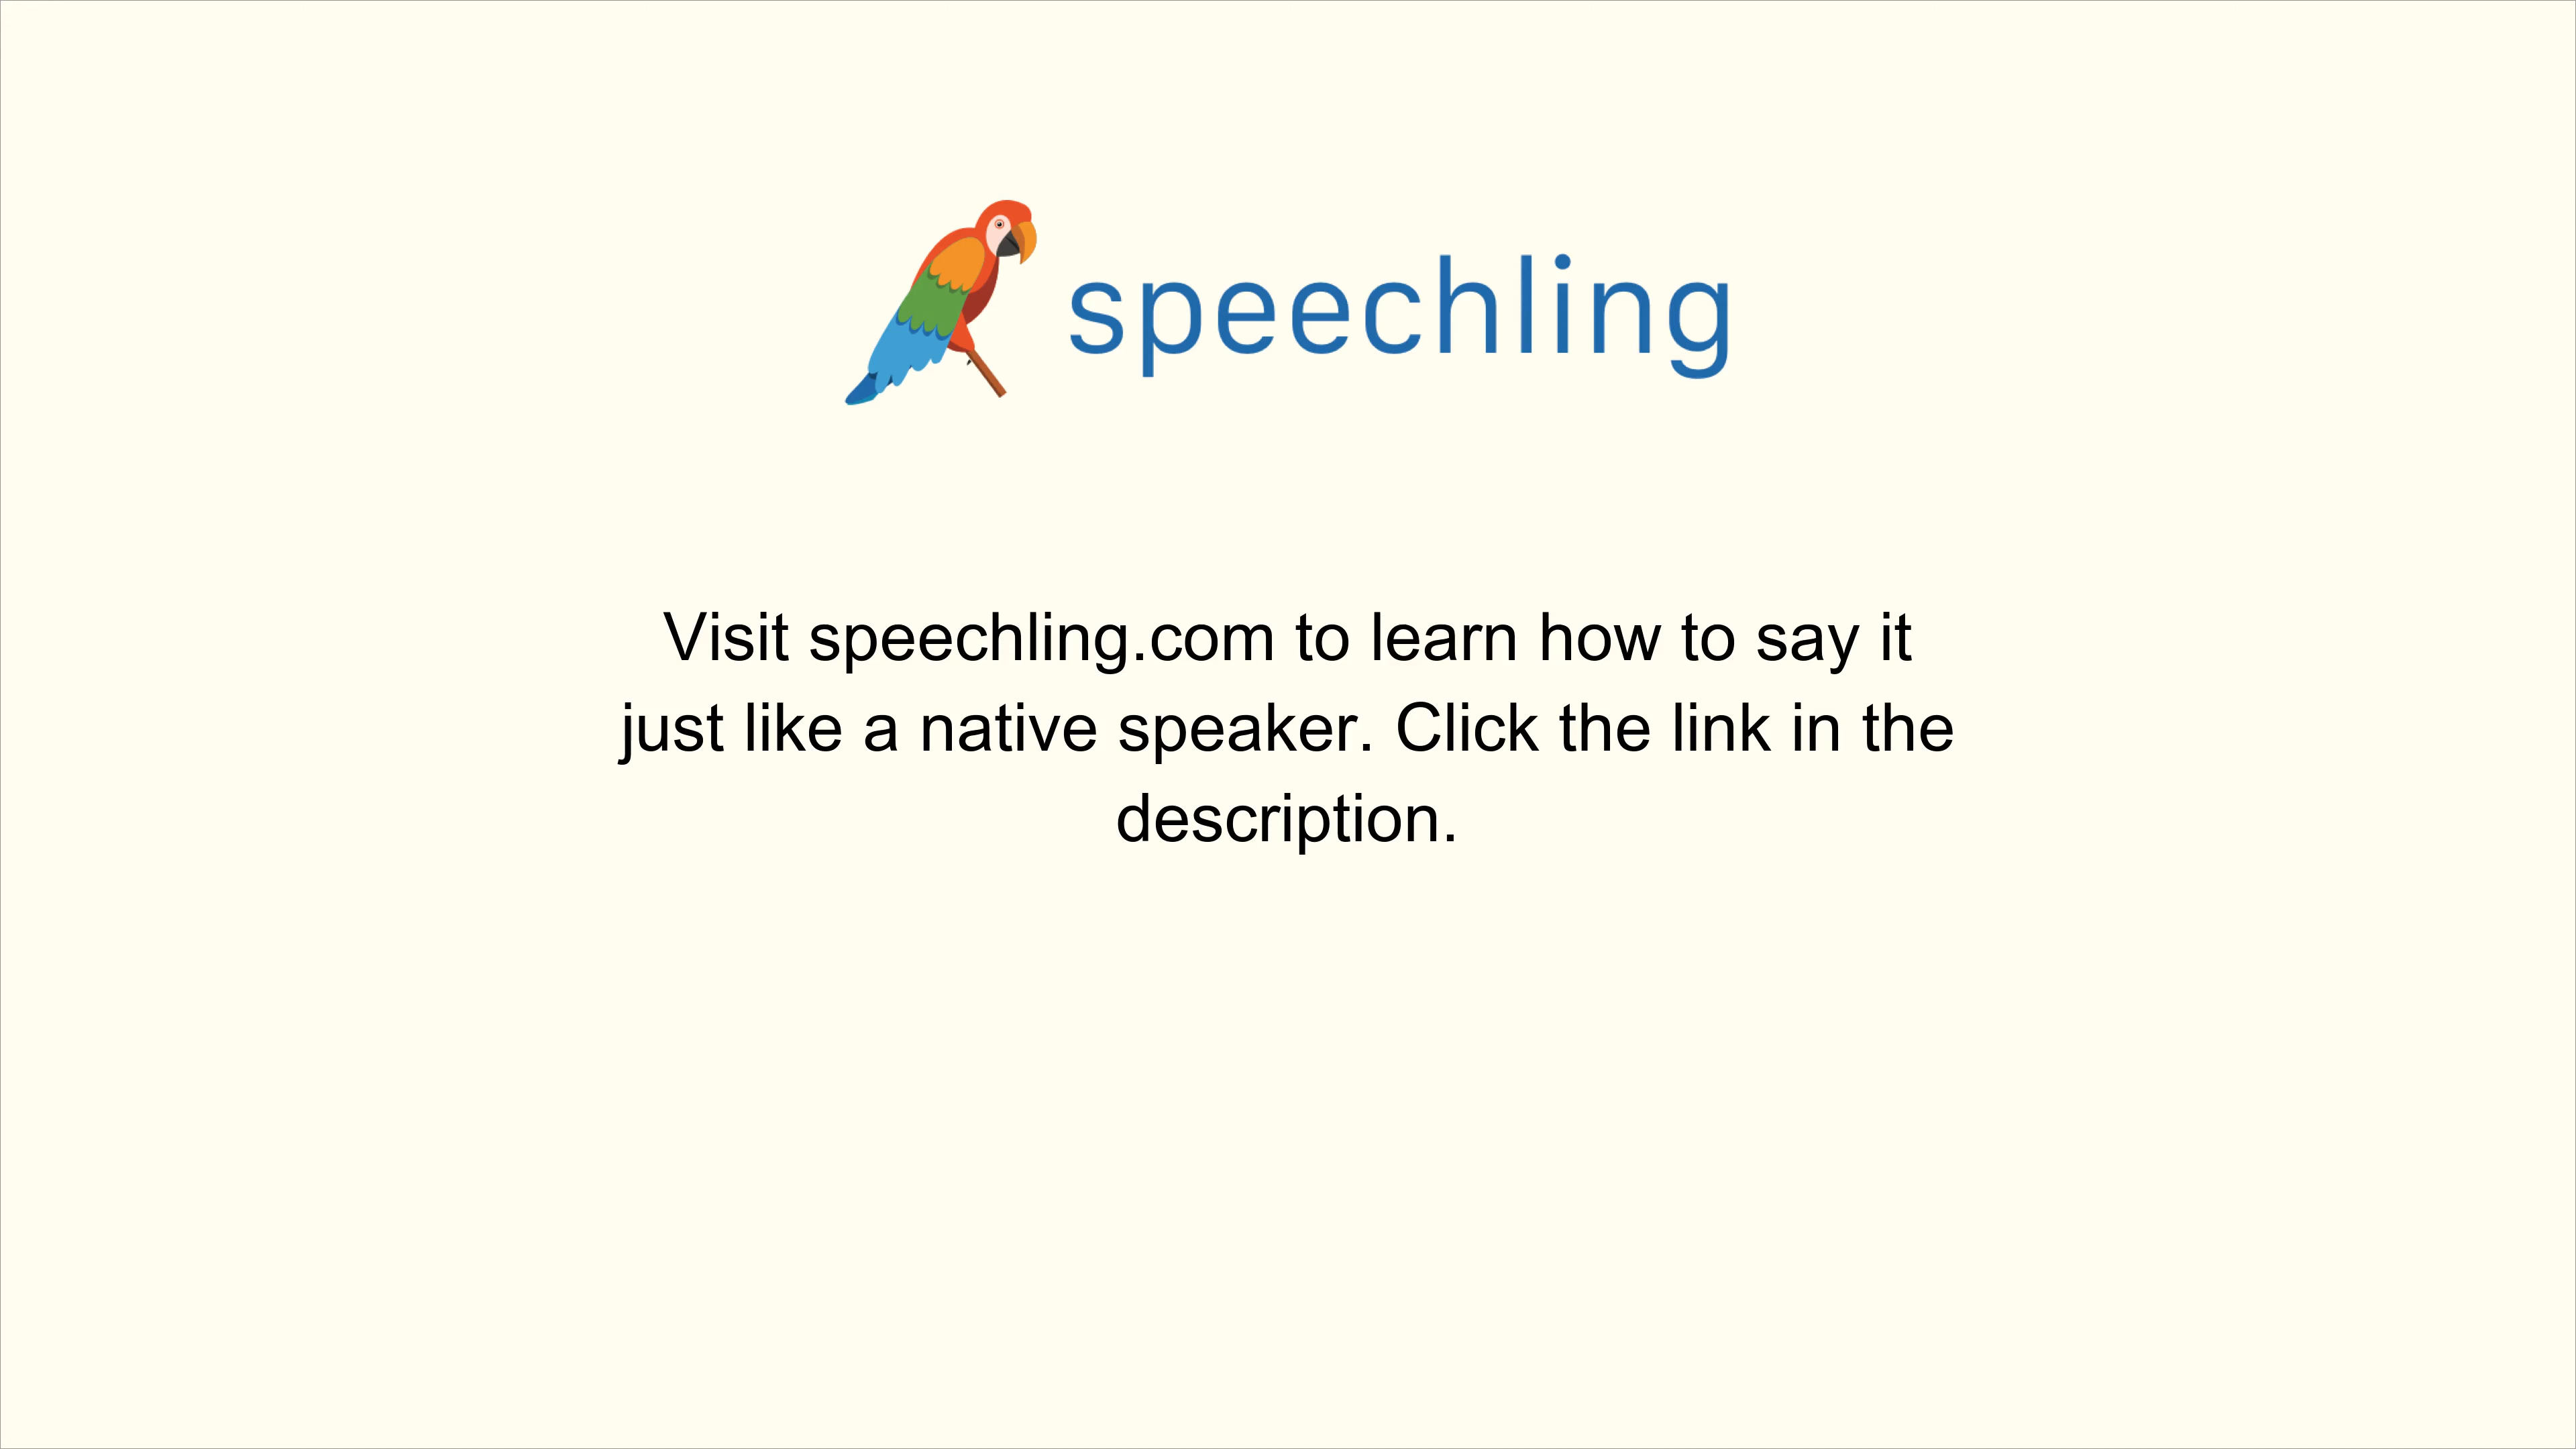 speechling
Visit speechling.com to learn how to say it
just like a native speaker. Click the link in the
description.